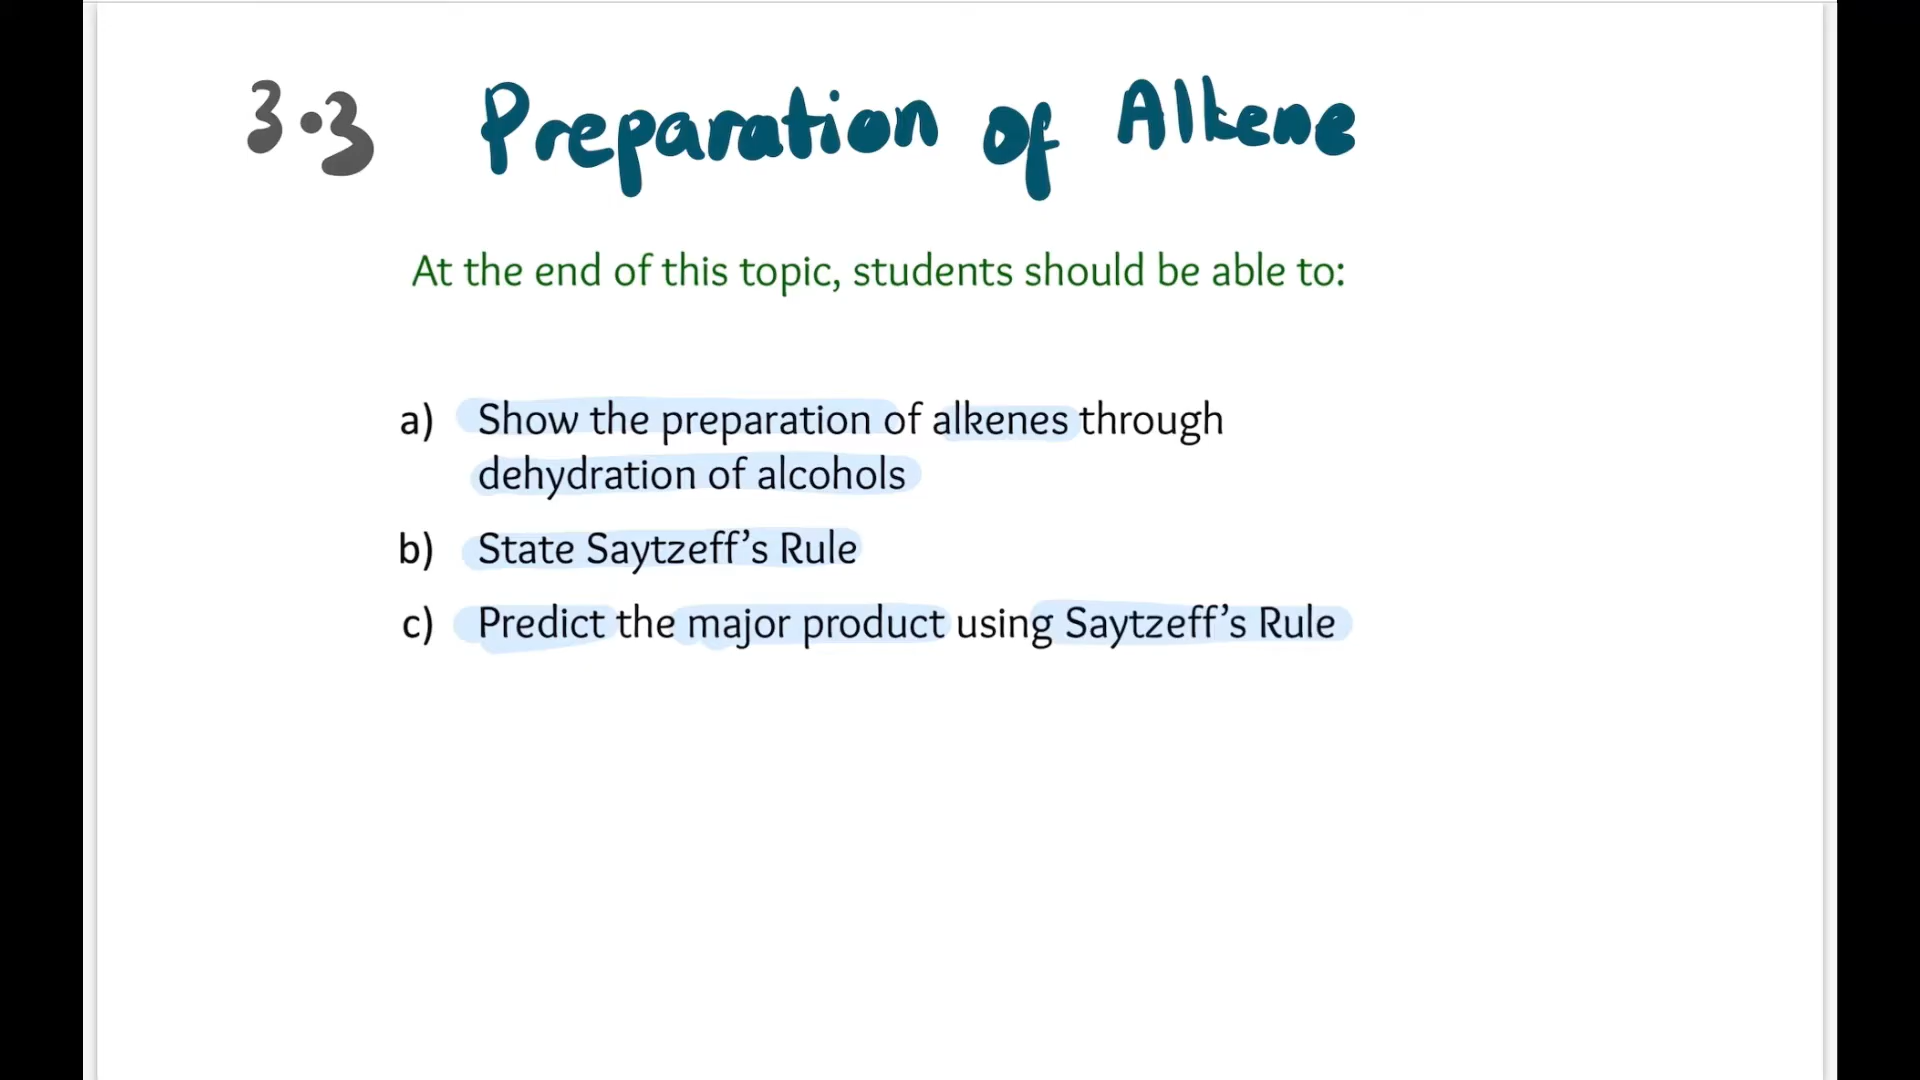 3.3 Preparation of Alkene
At the end of this topic, students should be able to:
a) Show the preparation of alkenes through
dehydration of alcohols
b) State Saytzeff’s Rule
c) Predict the major product using Saytzeff’s Rule